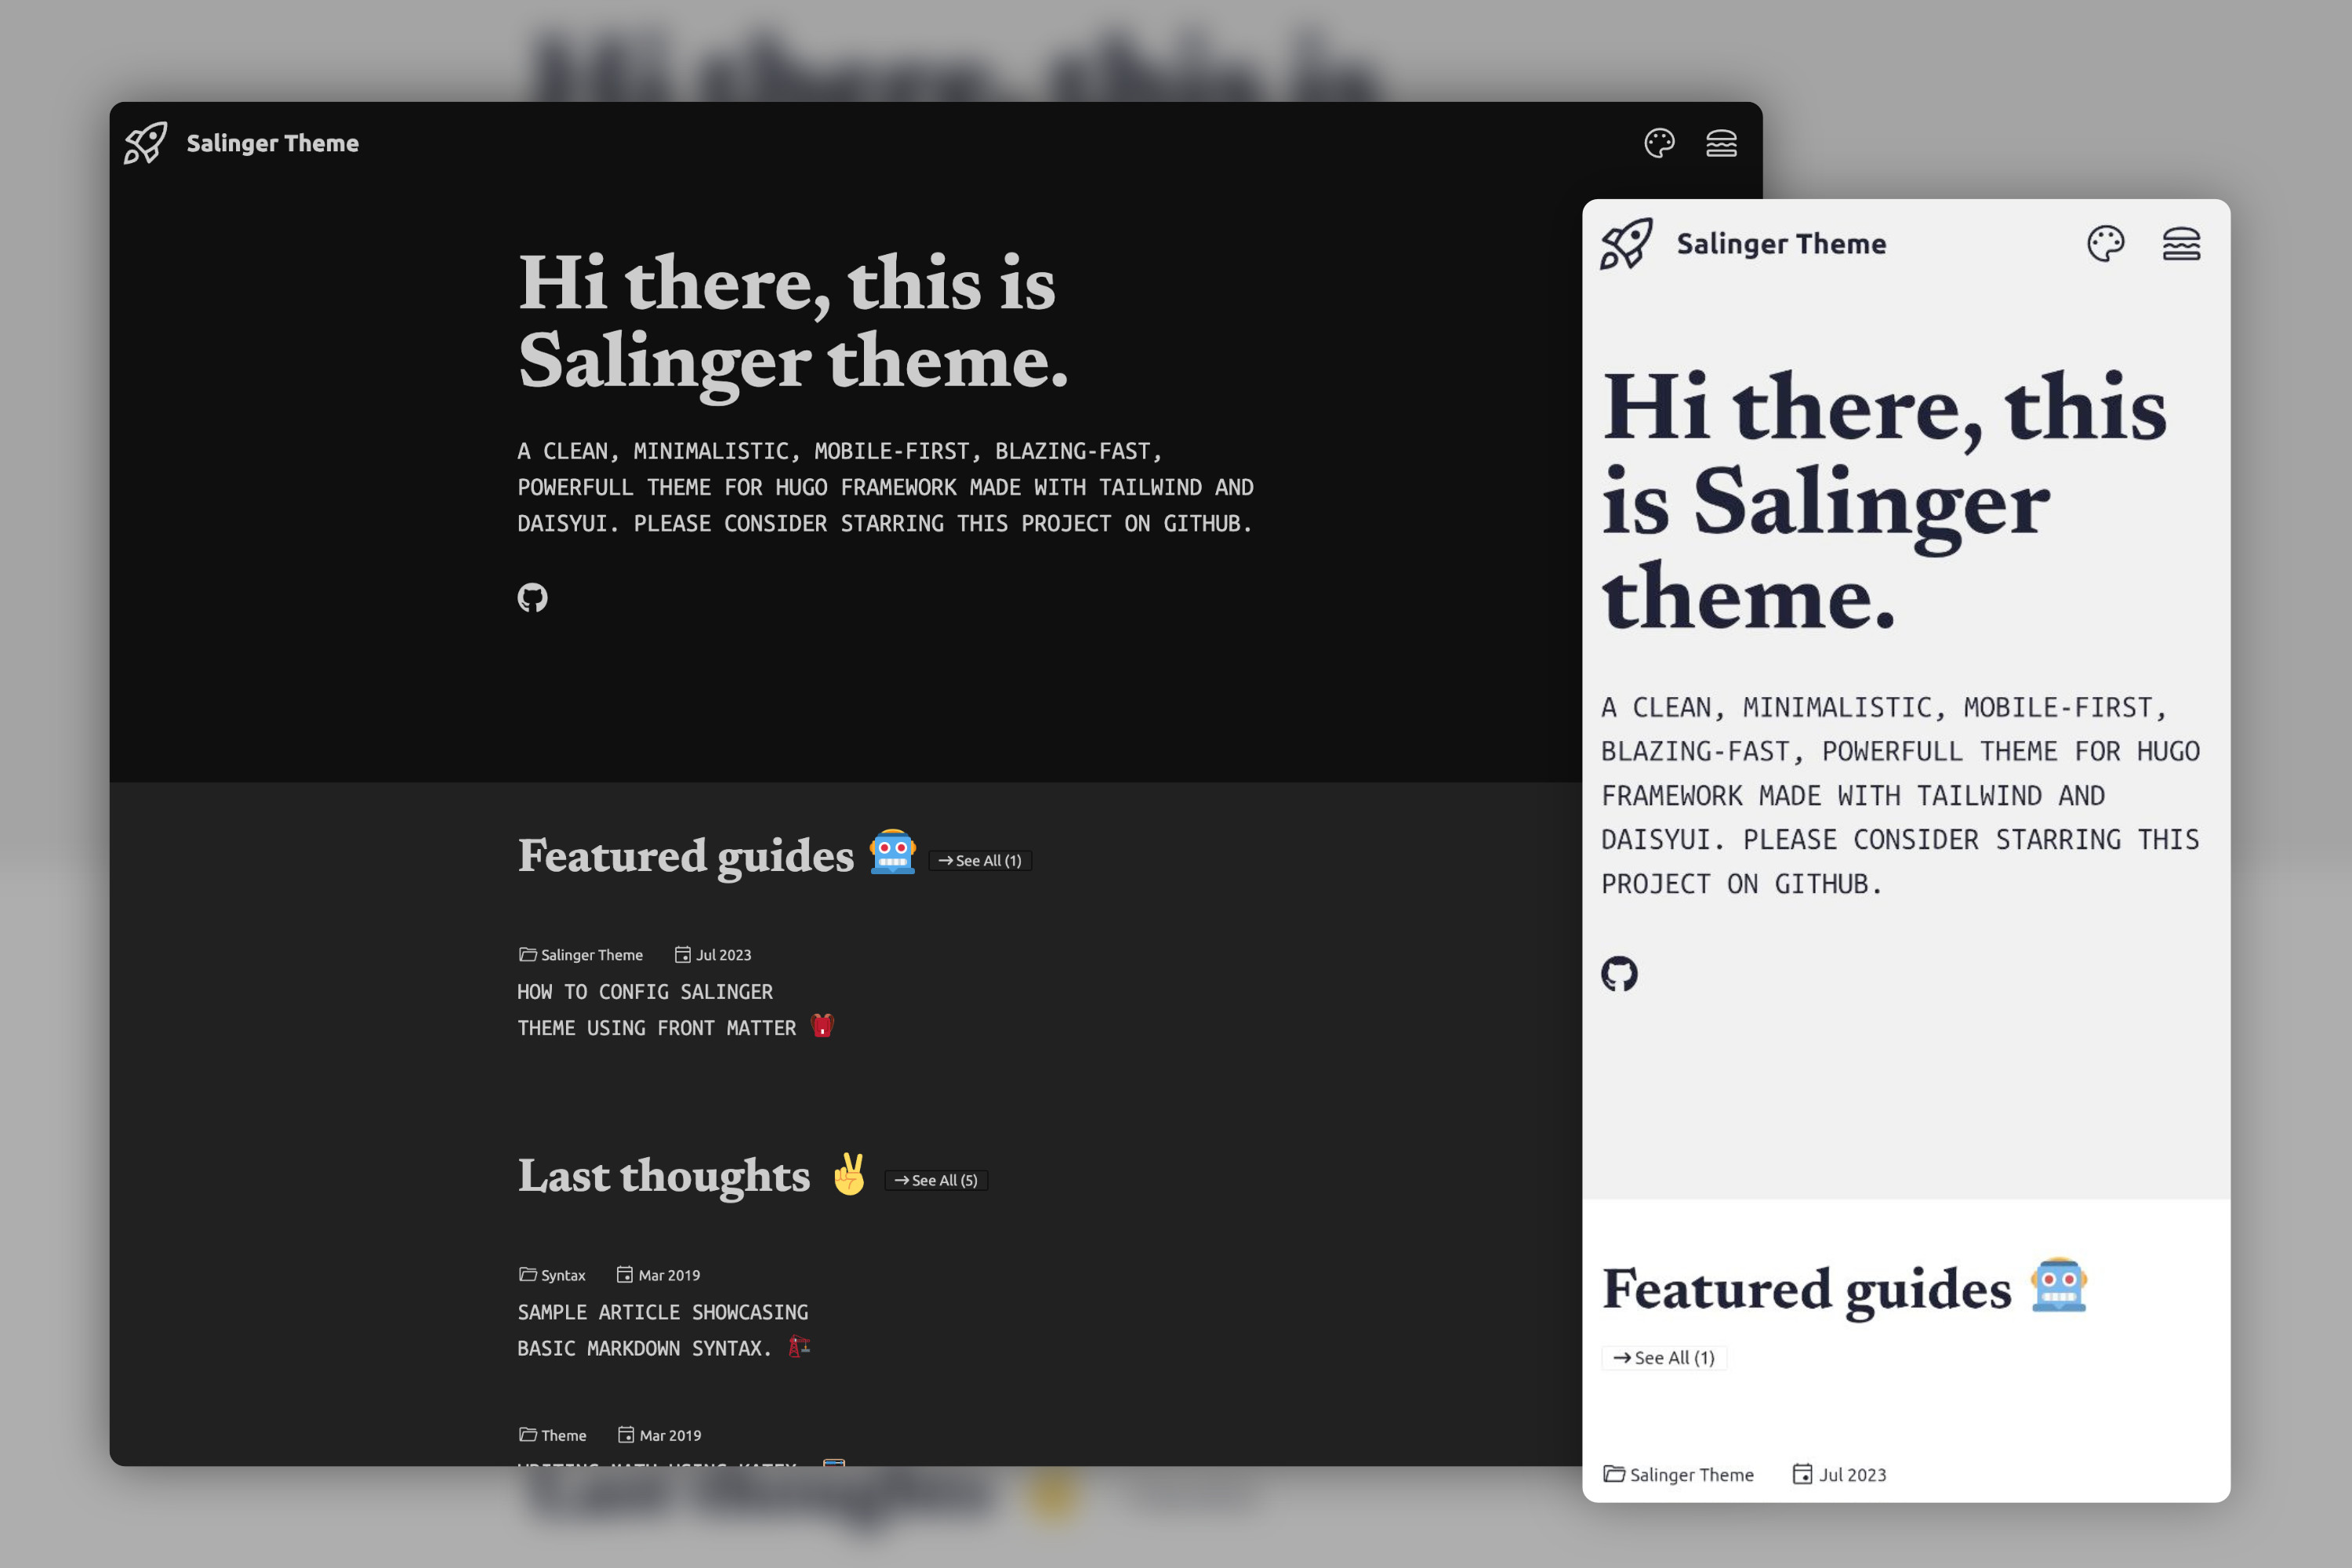 Salinger Theme
Hi there, this is
Salinger theme.
A CLEAN, MINIMALISTIC, MOBILE-FIRST, BLAZING-FAST,
POWERFULL THEME FOR HUGO FRAMEWORK MADE WITH TAILWIND AND
DAISYUI. PLEASE CONSIDER STARRING THIS PROJECT ON GITHUB.
Featured guides 🤖 → See All (1)
Salinger Theme Jul 2023
HOW TO CONFIG SALINGER
THEME USING FRONT MATTER 🎒
Last thoughts ✌️ → See All (5)
Syntax Mar 2019
SAMPLE ARTICLE SHOWCASING
BASIC MARKDOWN SYNTAX. 🏗
Theme Mar 2019
Salinger Theme
Hi there, this
is Salinger
theme.
A CLEAN, MINIMALISTIC, MOBILE-FIRST,
BLAZING-FAST, POWERFULL THEME FOR HUGO
FRAMEWORK MADE WITH TAILWIND AND
DAISYUI. PLEASE CONSIDER STARRING THIS
PROJECT ON GITHUB.
Featured guides 🤖
→ See All (1)
Salinger Theme Jul 2023